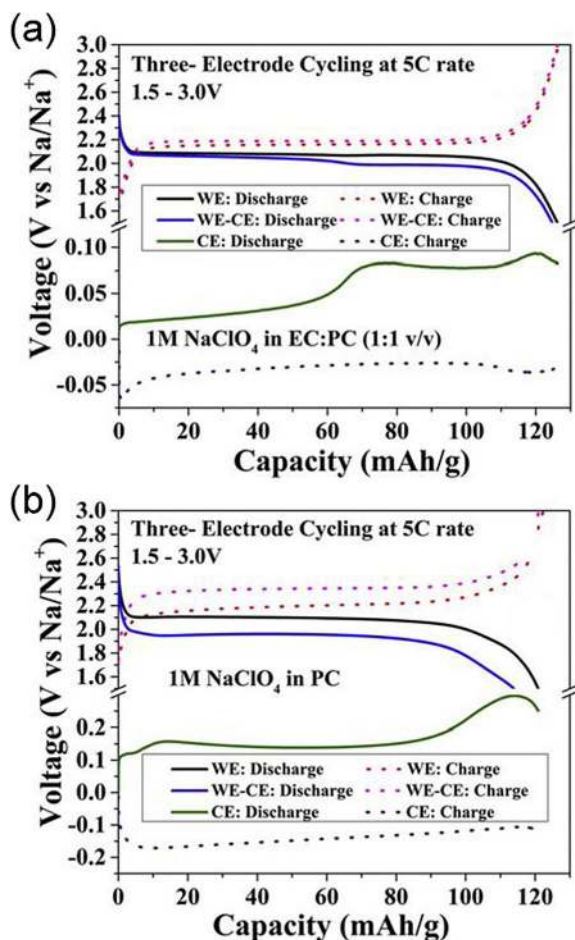 (a)
3.0
2.8
2.6
2.4
2.2
2.0
1.8
1.6
0.10
0.05
0.00
-0.05
Voltage (V vs Na/Na⁺)
Three- Electrode Cycling at 5C rate
1.5 - 3.0V
WE: Discharge WE: Charge
WE-CE: Discharge WE-CE: Charge
CE: Discharge CE: Charge
1M NaClO₄ in EC:PC (1:1 v/v)
0 20 40 60 80 100 120
Capacity (mAh/g)
(b)
3.0
2.8
2.6
2.4
2.2
2.0
1.8
1.6
0.2
0.1
0.0
-0.1
-0.2
Voltage (V vs Na/Na⁺)
Three- Electrode Cycling at 5C rate
1.5 - 3.0V
1M NaClO₄ in PC
WE: Discharge WE: Charge
WE-CE: Discharge WE-CE: Charge
CE: Discharge CE: Charge
0 20 40 60 80 100 120
Capacity (mAh/g)